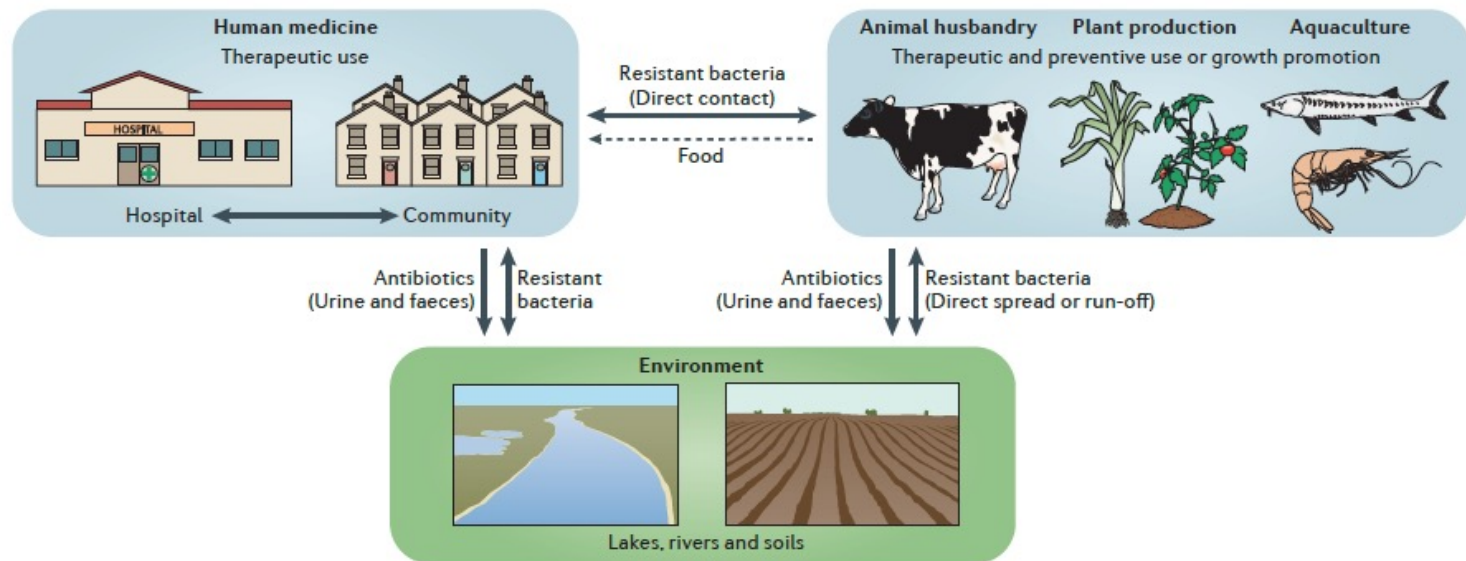 Human medicine
Therapeutic use
HOSPITAL
Hospital
Community
Resistant bacteria
(Direct contact)
Food
Animal husbandry
Plant production
Aquaculture
Therapeutic and preventive use or growth promotion
Antibiotics
(Urine and faeces)
Resistant
bacteria
Antibiotics
(Urine and faeces)
Resistant bacteria
(Direct spread or run-off)
Environment
Lakes, rivers and soils